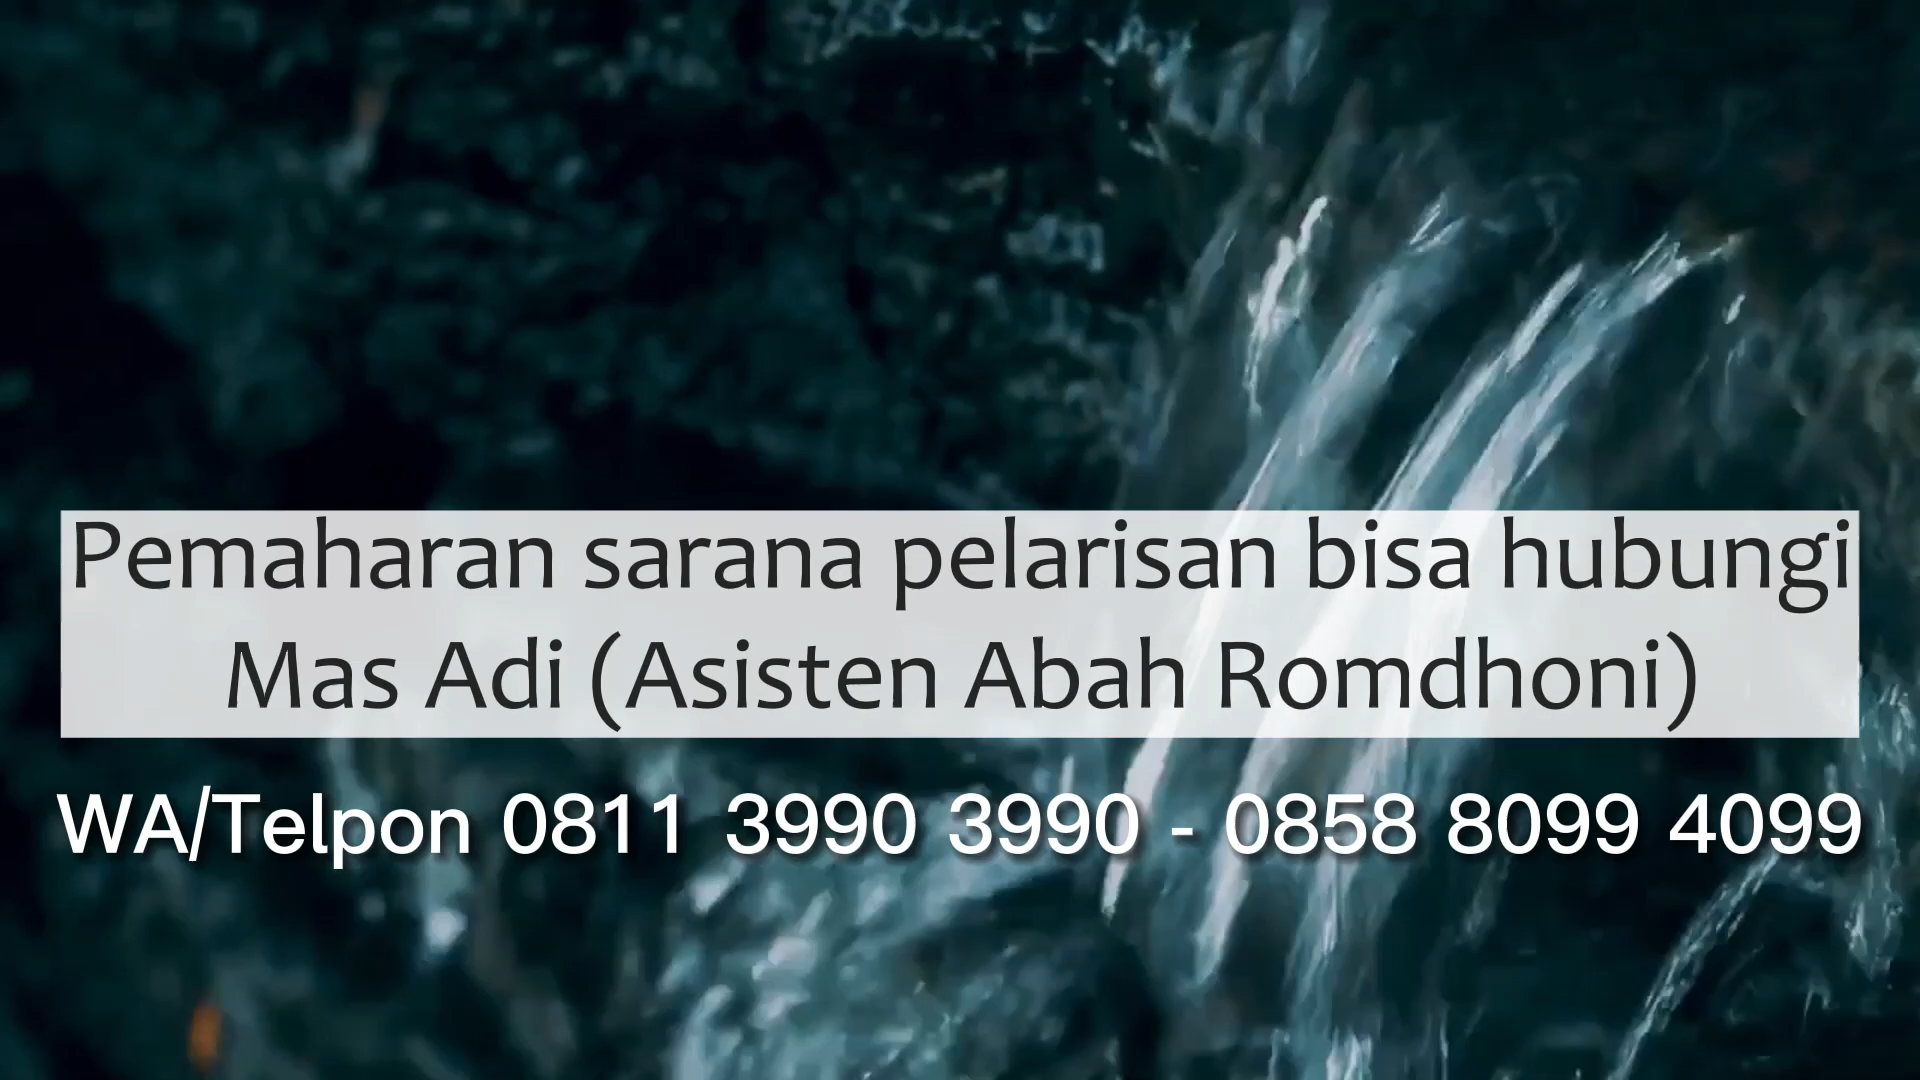 Pemaharan sarana pelarisan bisa hubungi
Mas Adi (Asisten Abah Romdhoni)
WA/Telpon 0811 3990 3990 - 0858 8099 4099